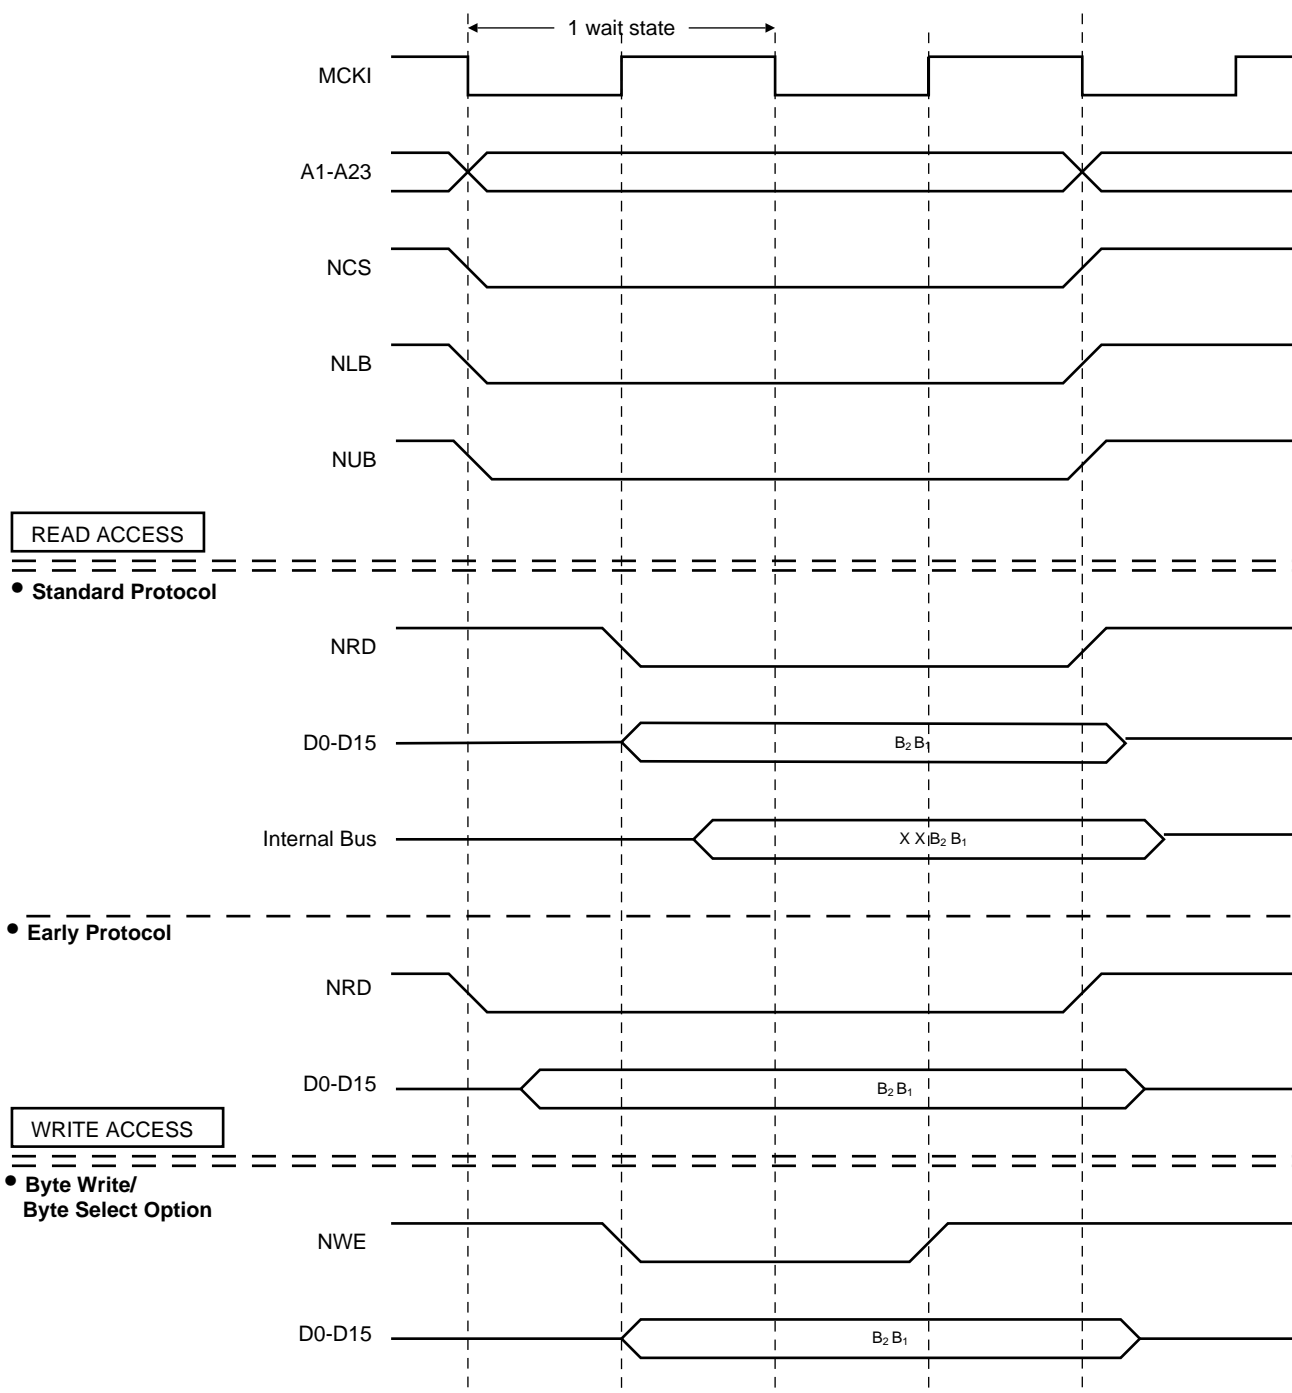 1 wait state
MCKI
A1-A23
NCS
NLB
NUB
READ ACCESS
• Standard Protocol
NRD
D0-D15
B₂ B₁
Internal Bus
X X B₂ B₁
• Early Protocol
NRD
D0-D15
B₂ B₁
WRITE ACCESS
• Byte Write/
Byte Select Option
NWE
D0-D15
B₂ B₁